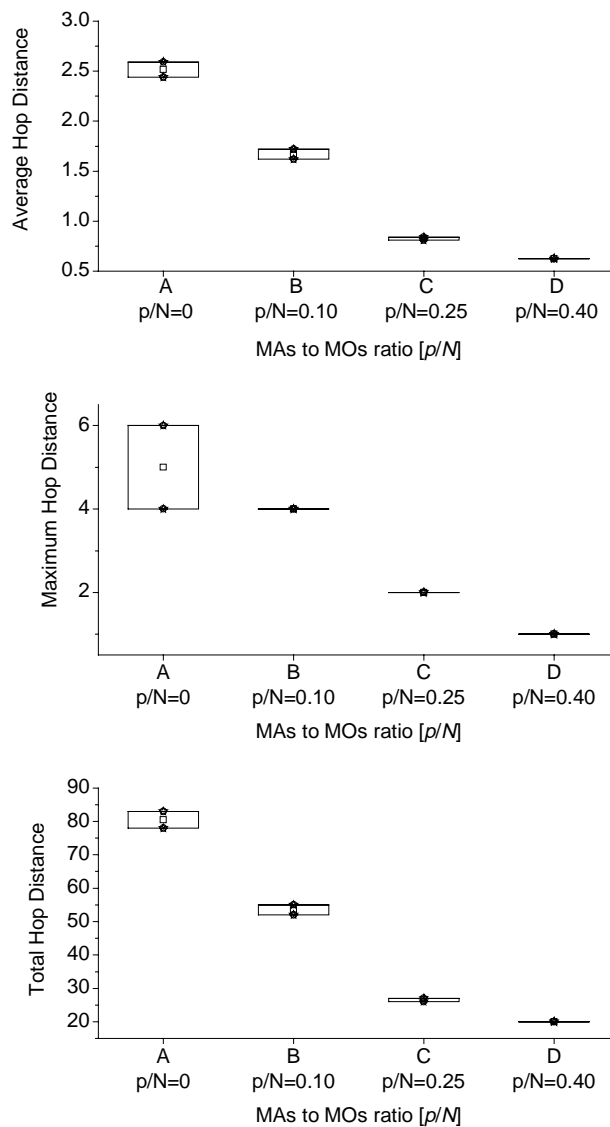 Average Hop Distance
2.5
2.0
1.5
1.0
0.5
A B C D
p/N=0 p/N=0.10 p/N=0.25 p/N=0.40
MAs to MOs ratio [p/N]
Maximum Hop Distance
6
4
2
A B C D
p/N=0 p/N=0.10 p/N=0.25 p/N=0.40
MAs to MOs ratio [p/N]
Total Hop Distance
90
80
70
60
50
40
30
20
A B C D
p/N=0 p/N=0.10 p/N=0.25 p/N=0.40
MAs to MOs ratio [p/N]